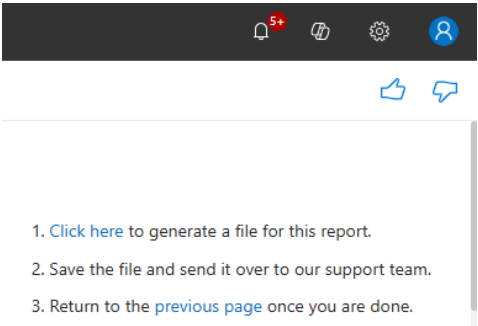 5+
1. Click here to generate a file for this report.
2. Save the file and send it over to our support team.
3. Return to the previous page once you are done.